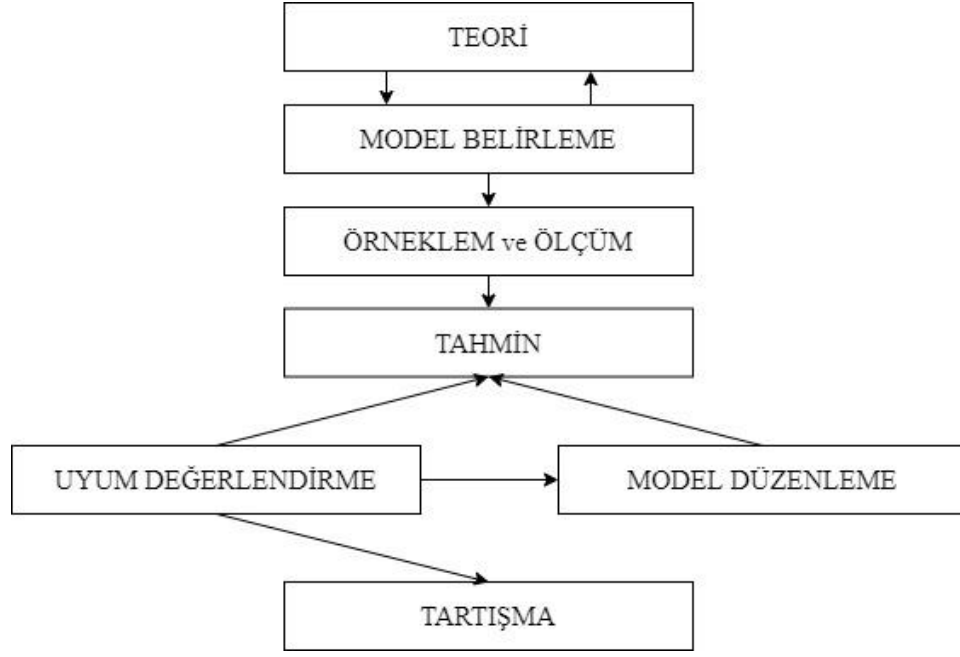 TEORİ
MODEL BELİRLEME
ÖRNEKLEM ve ÖLÇÜM
TAHMİN
UYUM DEĞERLENDİRME
MODEL DÜZENLEME
TARTIŞMA